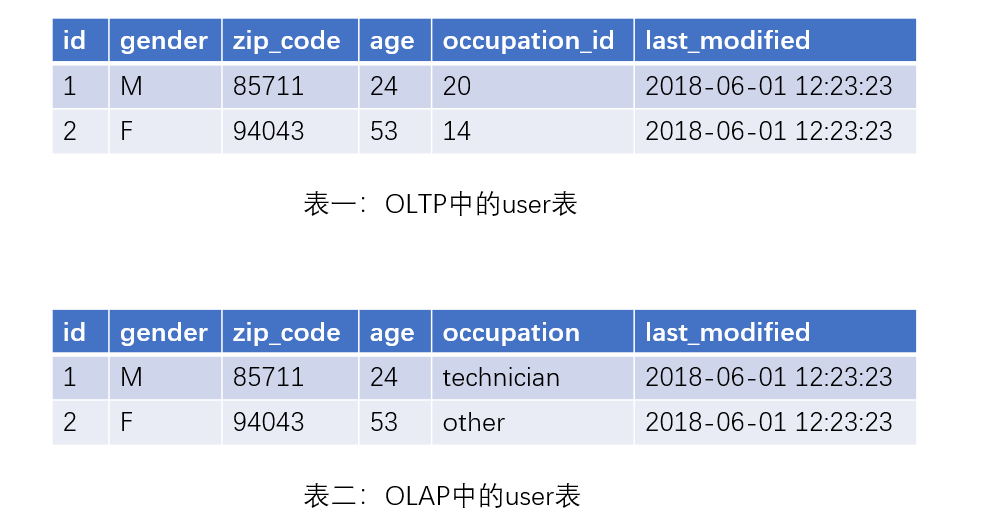 id gender zip_code age occupation_id last_modified
1 M 85711 24 20 2018-06-01 12:23:23
2 F 94043 53 14 2018-06-01 12:23:23
表一：OLTP中的user表
id gender zip_code age occupation last_modified
1 M 85711 24 technician 2018-06-01 12:23:23
2 F 94043 53 other 2018-06-01 12:23:23
表二：OLAP中的user表